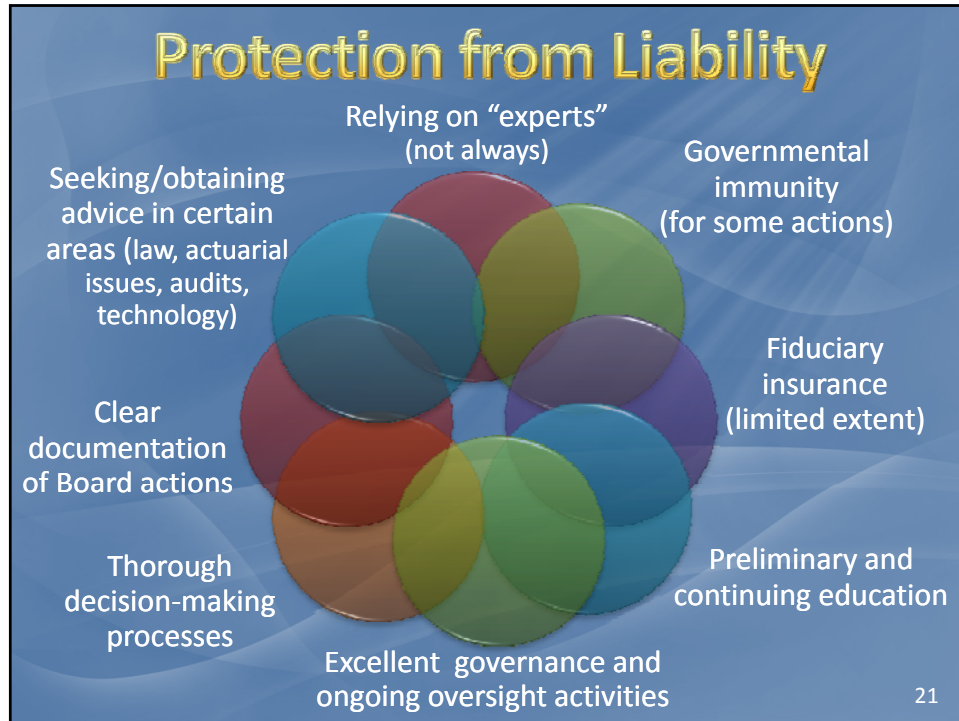 Protection from Liability
Relying on “experts”
(not always)
Governmental
immunity
(for some actions)
Fiduciary
insurance
(limited extent)
Preliminary and
continuing education
Excellent governance and
ongoing oversight activities
Thorough
decision-making
processes
Clear
documentation
of Board actions
Seeking/obtaining
advice in certain
areas (law, actuarial
issues, audits,
technology)
21